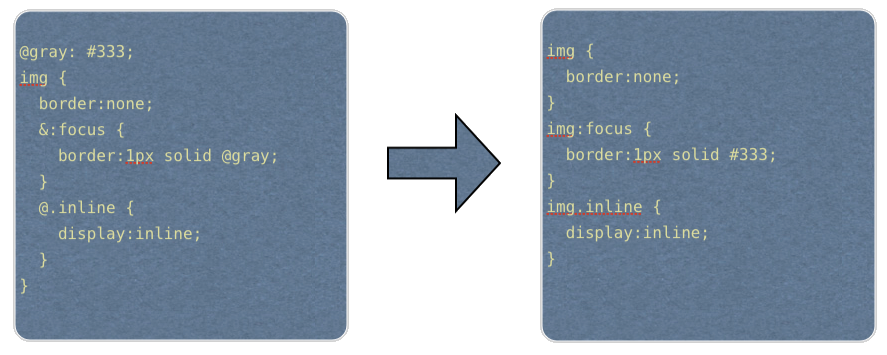 @gray: #333;
img {
  border:none;
  &:focus {
    border:1px solid @gray;
  }
  @.inline {
    display:inline;
  }
}
img {
  border:none;
}
img:focus {
  border:1px solid #333;
}
img.inline {
  display:inline;
}